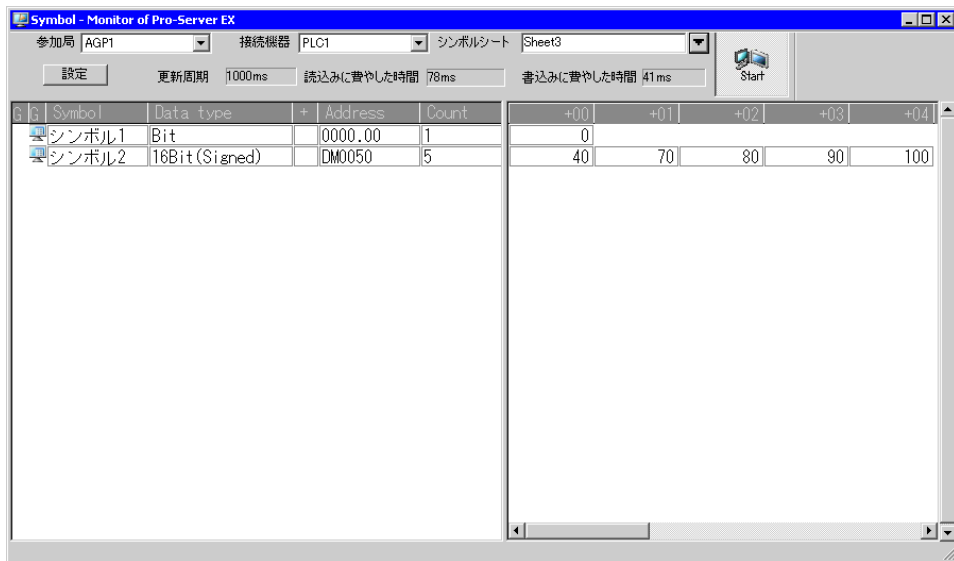 Symbol - Monitor of Pro-Server EX
参加局 AGP1 接続機器 PLC1 シンボルシート Sheet3
設定 更新周期 1000ms 読込みに費やした時間 78ms 書込みに費やした時間 41ms Start
G G Symbol Data type + Address Count +00 +01 +02 +03 +04
シンボル1 Bit 0000.00 1 0
シンボル2 16Bit(Signed) DM0050 5 40 70 80 90 100